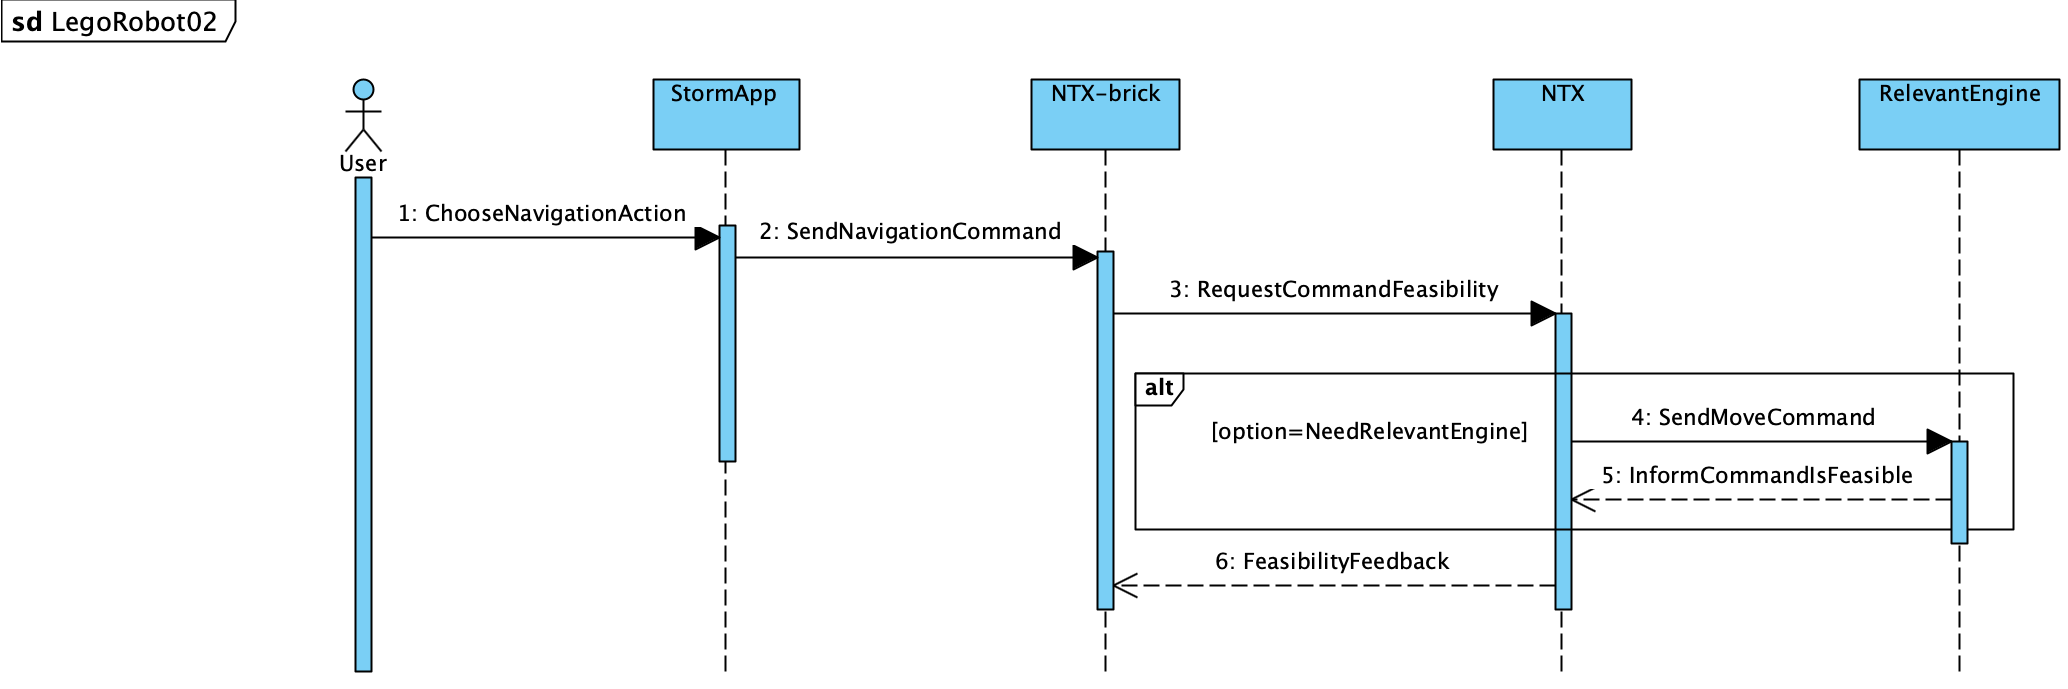 sd LegoRobot02
User
StormApp
NTX-brick
NTX
RelevantEngine
1: ChooseNavigationAction
2: SendNavigationCommand
3: RequestCommandFeasibility
alt
[option=NeedRelevantEngine]
4: SendMoveCommand
5: InformCommandIsFeasible
6: FeasibilityFeedback